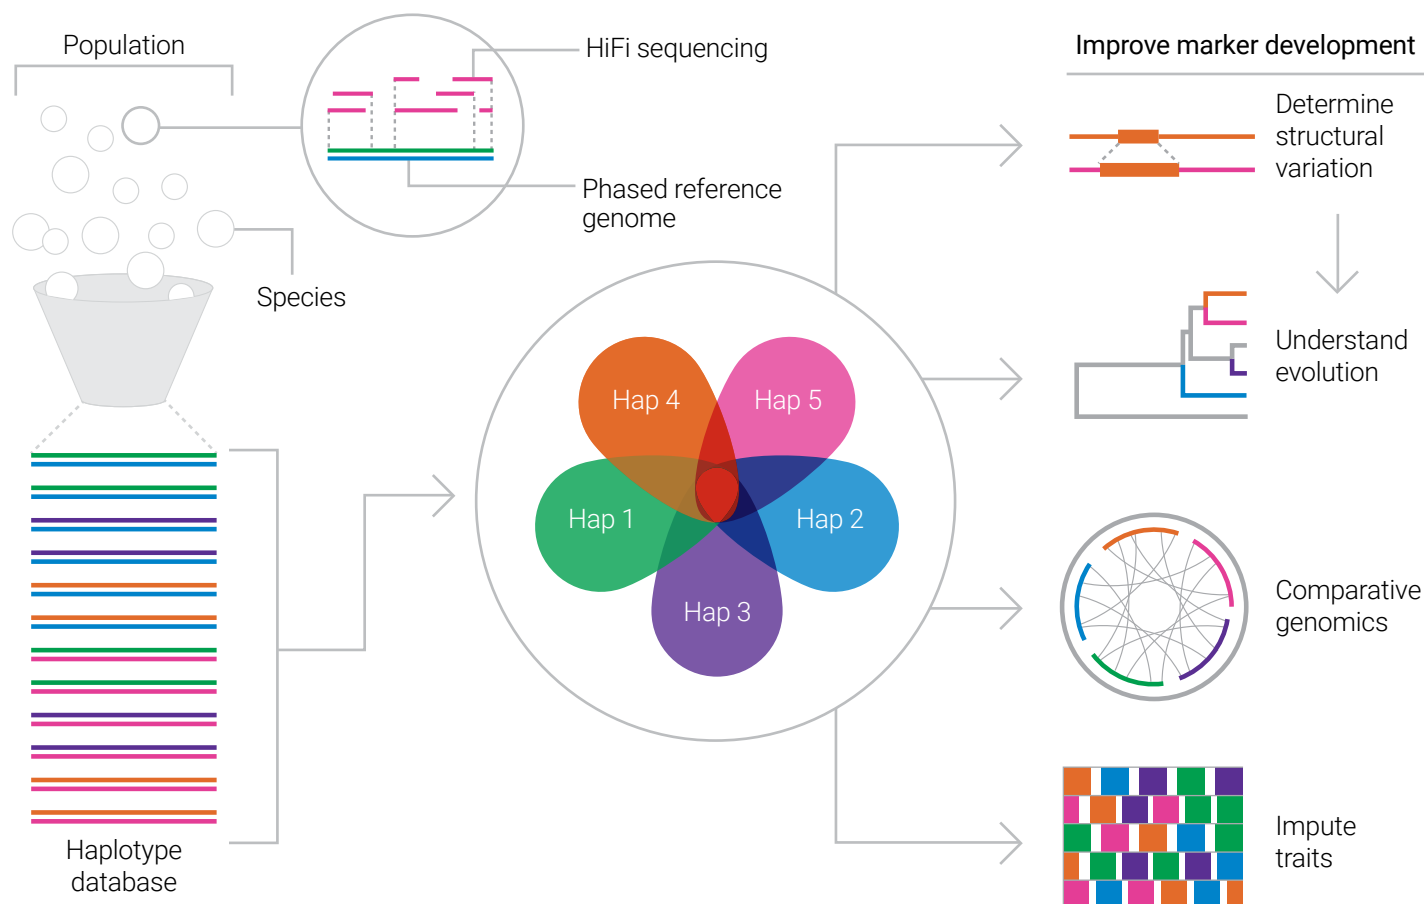 Population
HiFi sequencing
Phased reference
genome
Species
Haplotype
database
Hap 4
Hap 5
Hap 1
Hap 2
Hap 3
Improve marker development
Determine
structural
variation
Understand
evolution
Comparative
genomics
Impute
traits